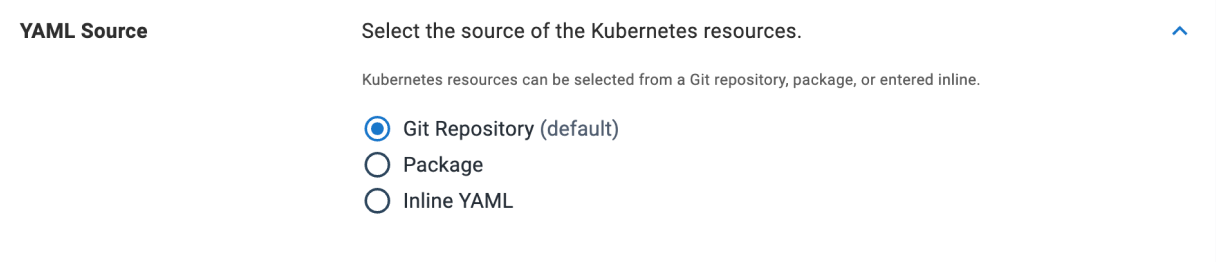 YAML Source
Select the source of the Kubernetes resources.
Kubernetes resources can be selected from a Git repository, package, or entered inline.
Git Repository (default)
Package
Inline YAML